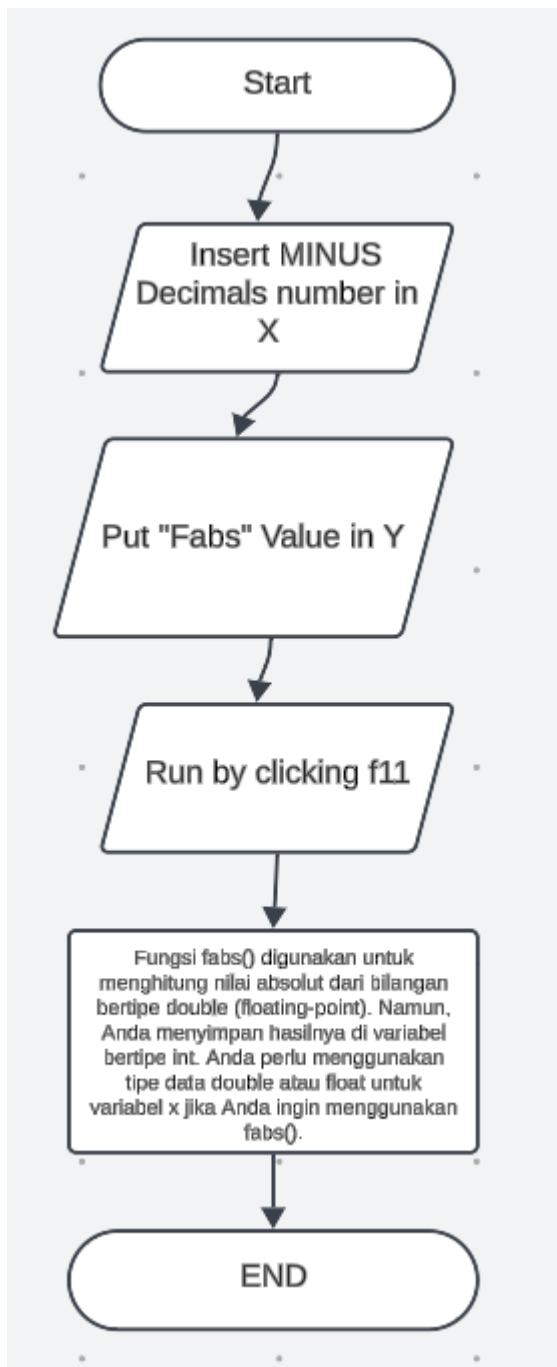 Start
Insert MINUS
Decimals number in
X
Put "Fabs" Value in Y
Run by clicking f11
Fungsi fabs() digunakan untuk
menghitung nilai absolut dari bilangan
bertipe double (floating-point). Namun,
Anda menyimpan hasilnya di variabel
bertipe int. Anda perlu menggunakan
tipe data double atau float untuk
variabel x jika Anda ingin menggunakan
fabs().
END